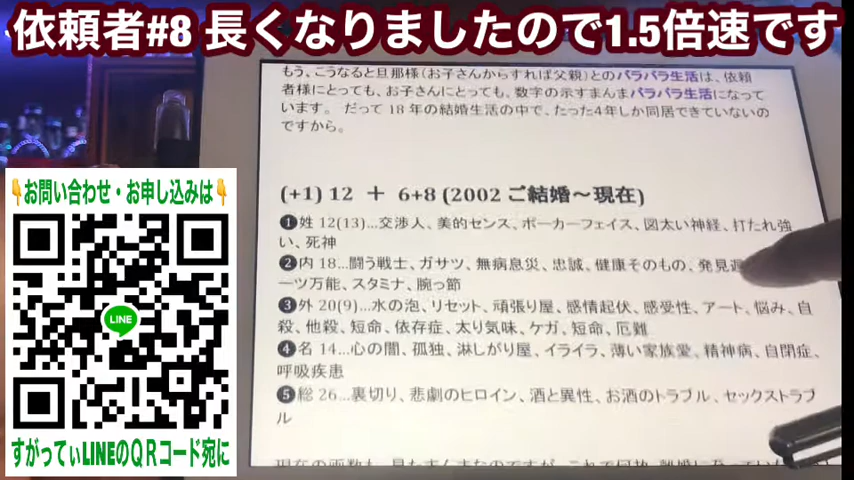 依頼者#8 長くなりましたので1.5倍速です
もう、こうなると旦那様(お子さんからすれば父親)とのバラバラ生活は、依頼
者様にとっても、お子さんにとっても、数字の示すまんまバラバラ生活になって
います。 だって 18 年の結婚生活の中で、たった4年しか同居できていないの
ですから。
(+1) 12 ＋ 6+8 (2002 ご結婚～現在)
❶姓 12(13)…交渉人、美的センス、ポーカーフェイス、図太い神経、打たれ強
い、死神
❷内 18…闘う戦士、ガサツ、無病息災、忠誠、健康そのもの、発見
ーツ万能、スタミナ、腕っ節
❸外 20(9)…水の泡、リセット、頑張り屋、感情起伏、感受性、アート、悩み、自
殺、他殺、短命、依存症、太り気味、ケガ、短命、厄難
❹名 14…心の闇、孤独、淋しがり屋、イライラ、薄い家族愛、精神病、自閉症、
呼吸疾患
❺総 26…裏切り、悲劇のヒロイン、酒と異性、お酒のトラブル、セックストラブ
ル
👇お問い合わせ・お申し込みは👇
LINE
すがってぃLINEのQRコード宛に